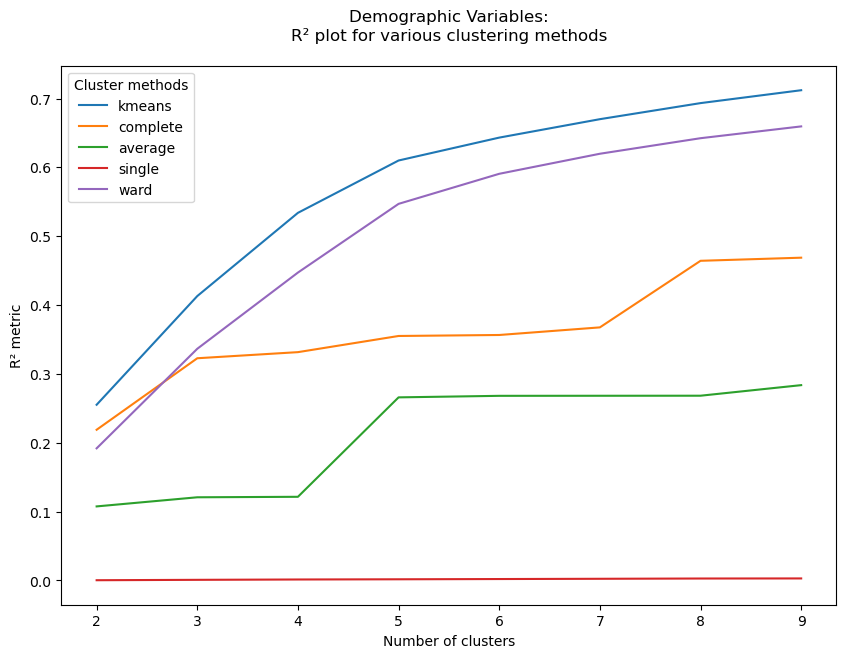 Demographic Variables:
R² plot for various clustering methods
Cluster methods
kmeans
complete
average
single
ward
R² metric
0.7
0.6
0.5
0.4
0.3
0.2
0.1
0.0
2 3 4 5 6 7 8 9
Number of clusters